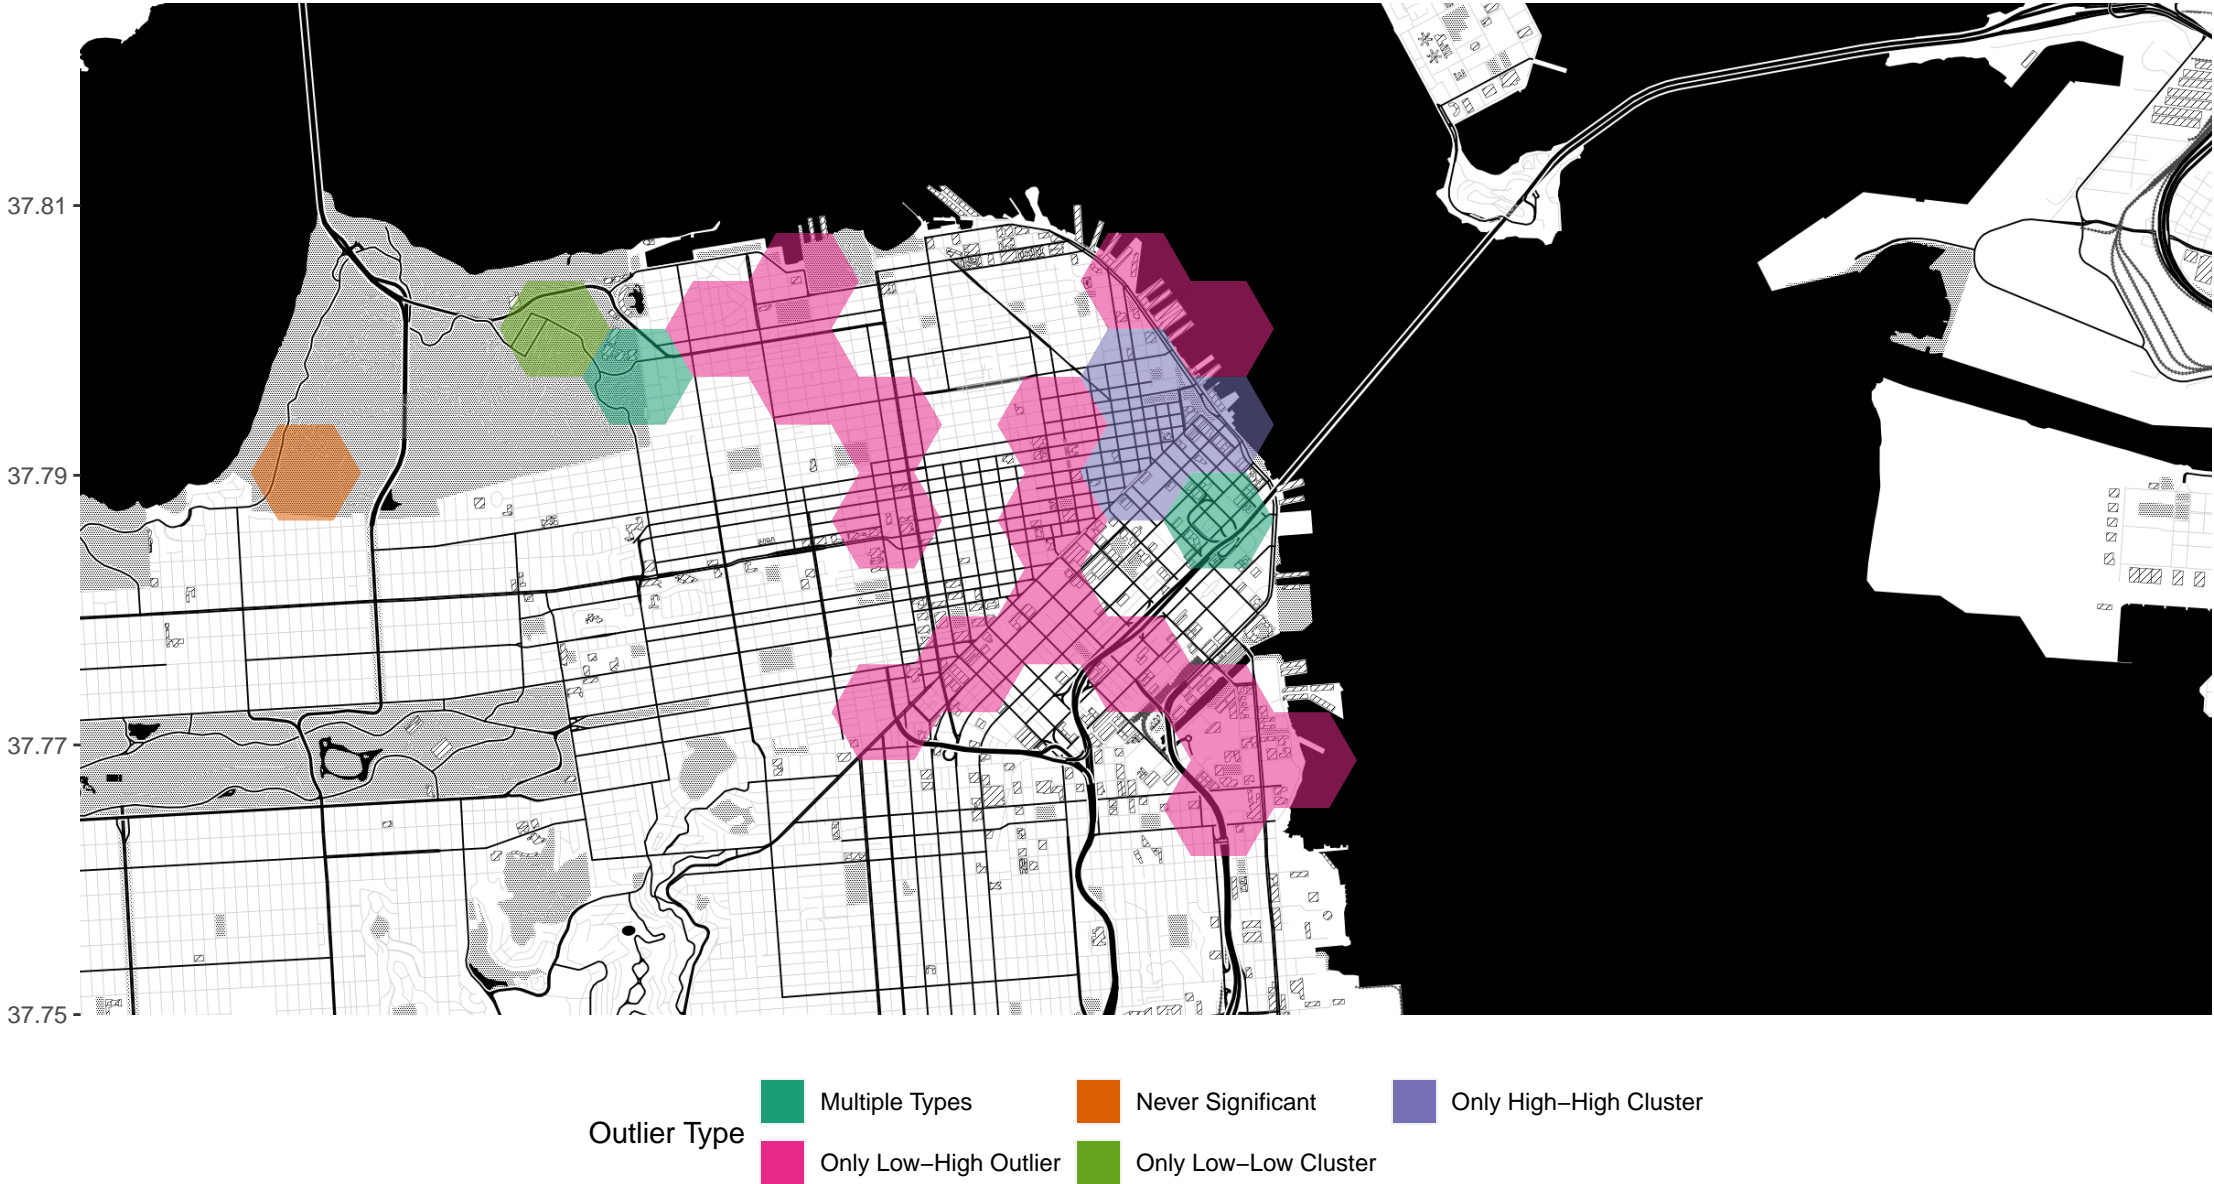 37.81
37.79
37.77
37.75
Outlier Type
Multiple Types
Never Significant
Only High−High Cluster
Only Low−High Outlier
Only Low−Low Cluster